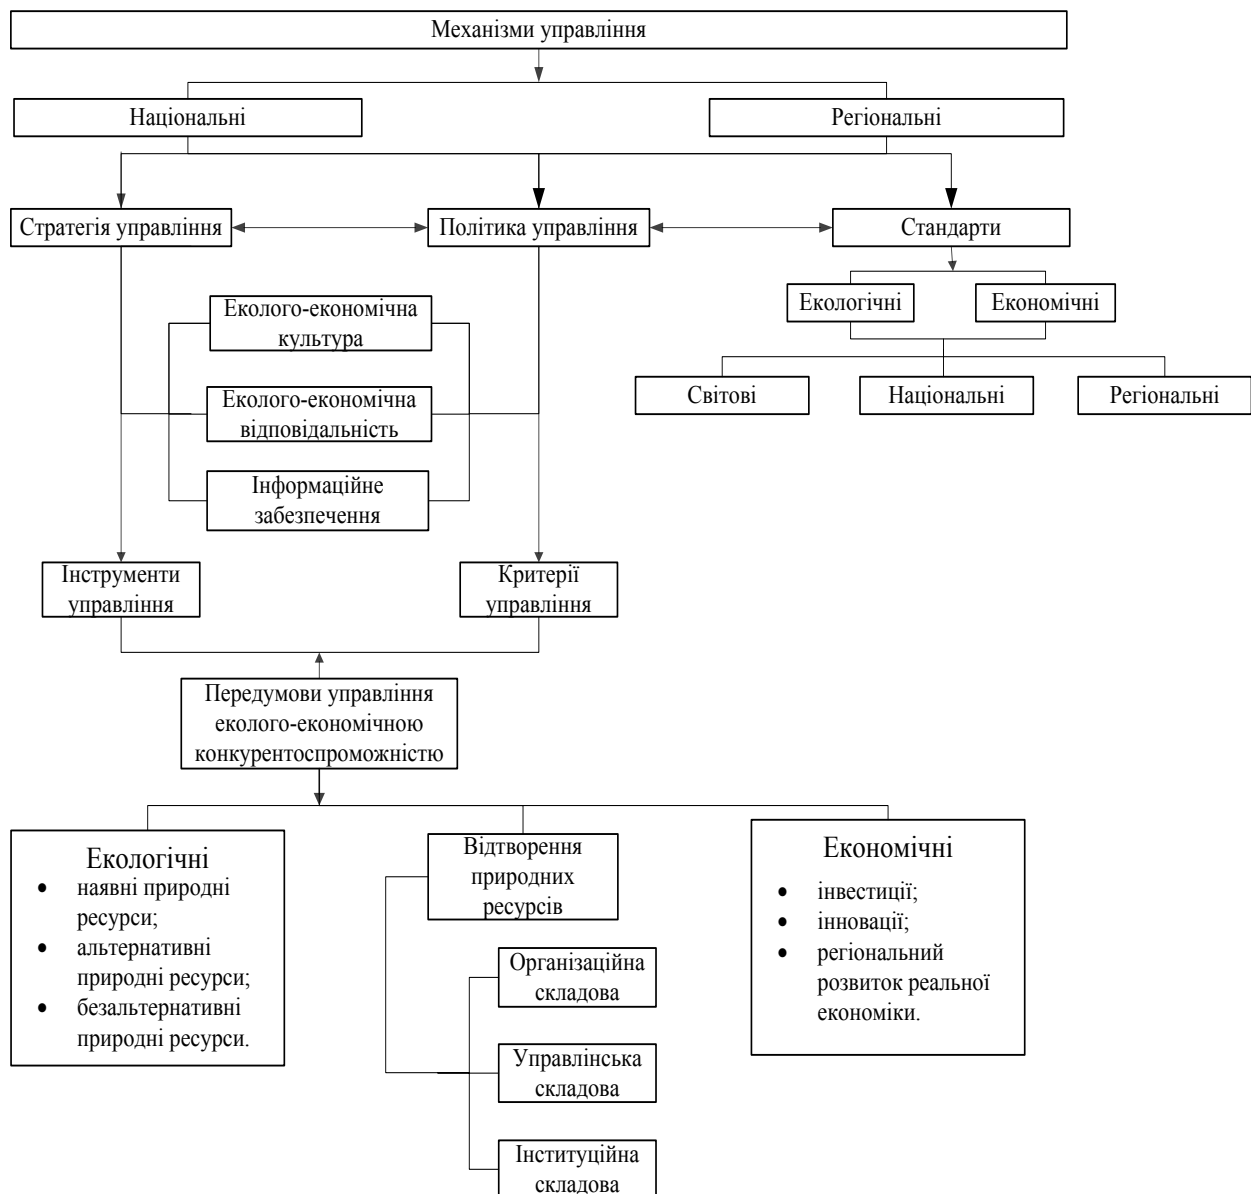 Механізми управління
Національні
Регіональні
Стратегія управління
Політика управління
Стандарти
Екологічні
Економічні
Світові
Національні
Регіональні
Еколого-економічна
культура
Еколого-економічна
відповідальність
Інформаційне
забезпечення
Інструменти
управління
Критерії
управління
Передумови управління
еколого-економічною
конкурентоспроможністю
Екологічні
• наявні природні
ресурси;
• альтернативні
природні ресурси;
• безальтернативні
природні ресурси.
Відтворення
природних
ресурсів
Організаційна
складова
Управлінська
складова
Інституційна
складова
Економічні
• інвестиції;
• інновації;
• регіональний
розвиток реальної
економіки.